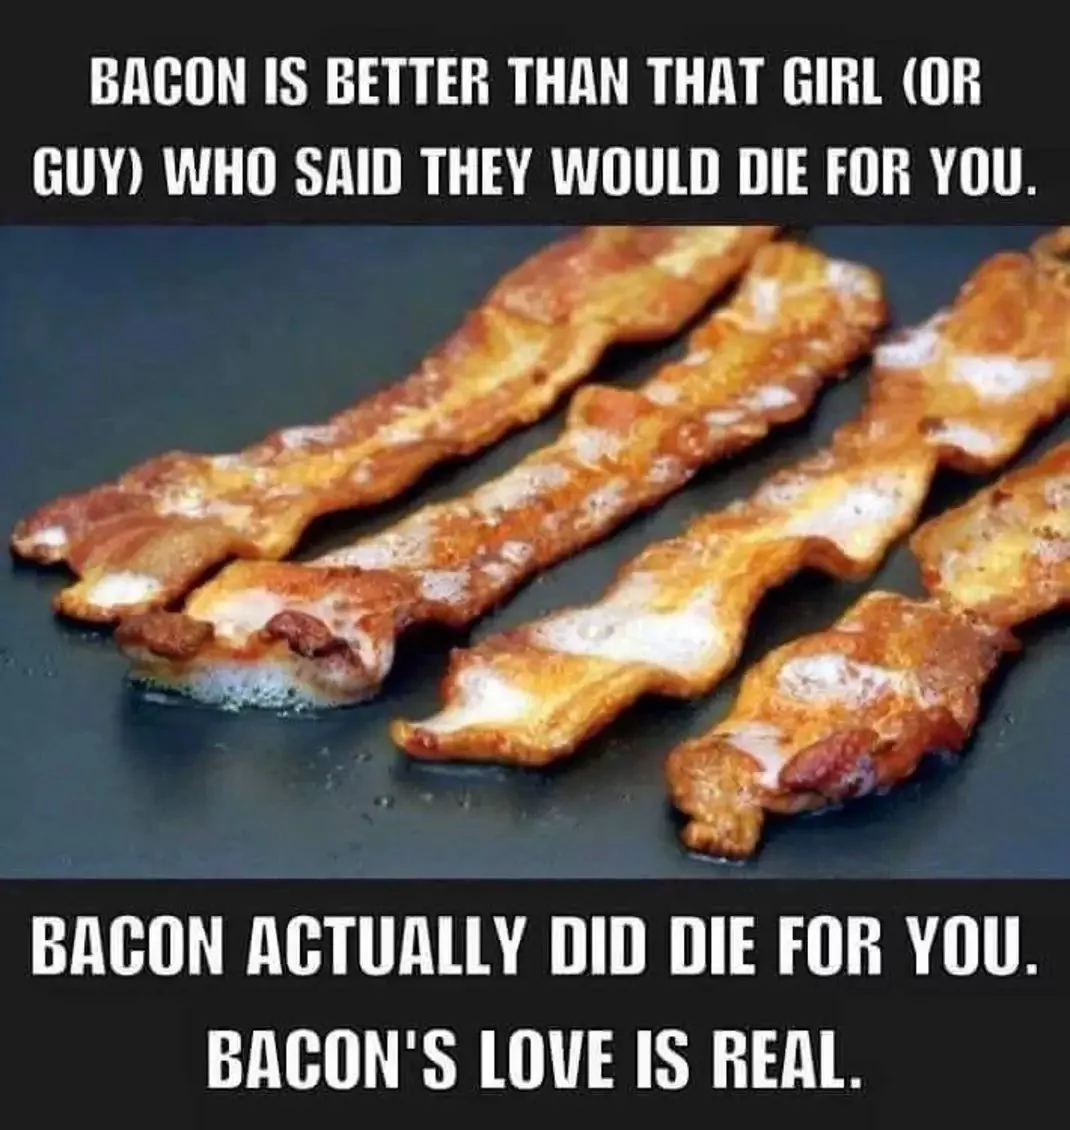 BACON IS BETTER THAN THAT GIRL (OR
GUY) WHO SAID THEY WOULD DIE FOR YOU.
BACON ACTUALLY DID DIE FOR YOU.
BACON'S LOVE IS REAL.